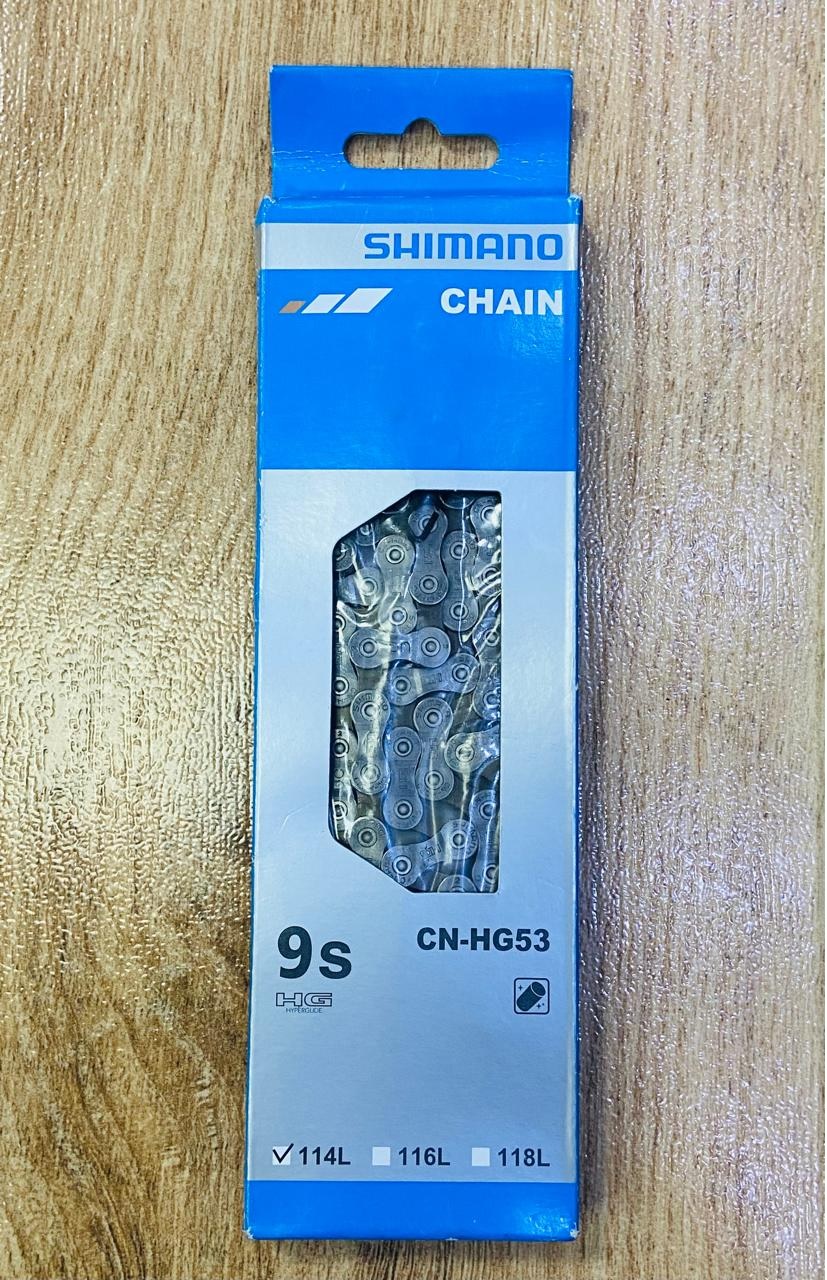 SHIMANO
CHAIN
9s
CN-HG53
HG
HYPERGLIDE
114L 116L 118L